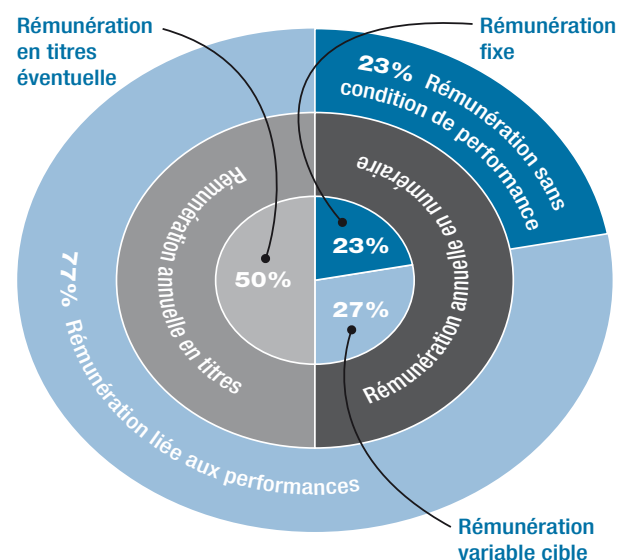 Rémunération
en titres
éventuelle
Rémunération
fixe
23% Rémunération sans
condition de performance
Rémunération annuelle en titres
Rémunération annuelle en numéraire
23%
50%
27%
77% Rémunération liée aux performances
Rémunération
variable cible